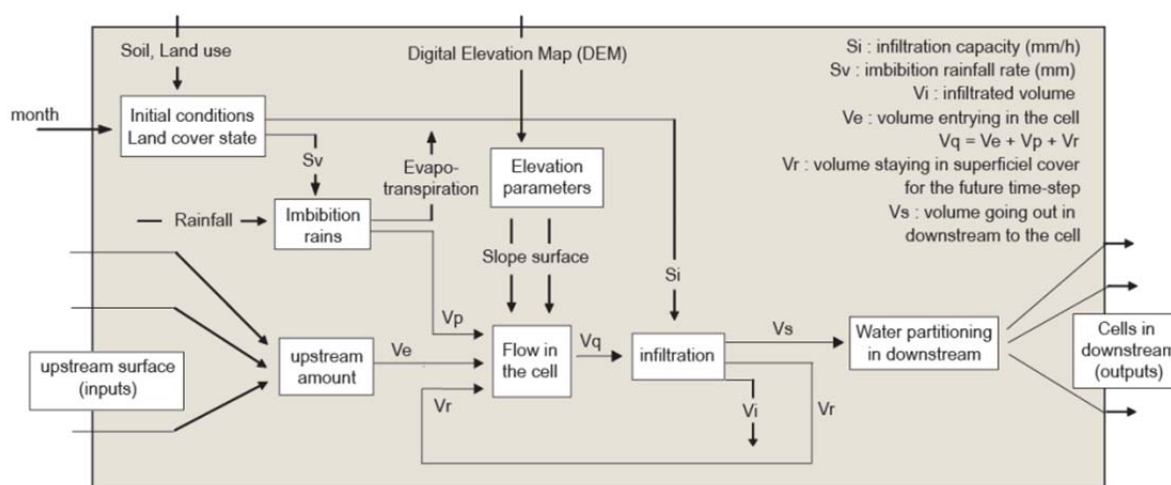 Soil, Land use
Digital Elevation Map (DEM)
Si : infiltration capacity (mm/h)
Sv : imbibition rainfall rate (mm)
Vi : infiltrated volume
Ve : volume entrying in the cell
Vq = Ve + Vp + Vr
Vr : volume staying in superficiel cover
for the future time-step
Vs : volume going out in
downstream to the cell
month
Initial conditions
Land cover state
Sv
Evapo-
transpiration
Elevation
parameters
Rainfall
Imbibition
rains
Slope surface
Si
Vp
upstream surface
(inputs)
upstream
amount
Ve
Vr
Flow in
the cell
Vq
infiltration
Vs
Vi
Vr
Water partitioning
in downstream
Cells in
downstream
(outputs)